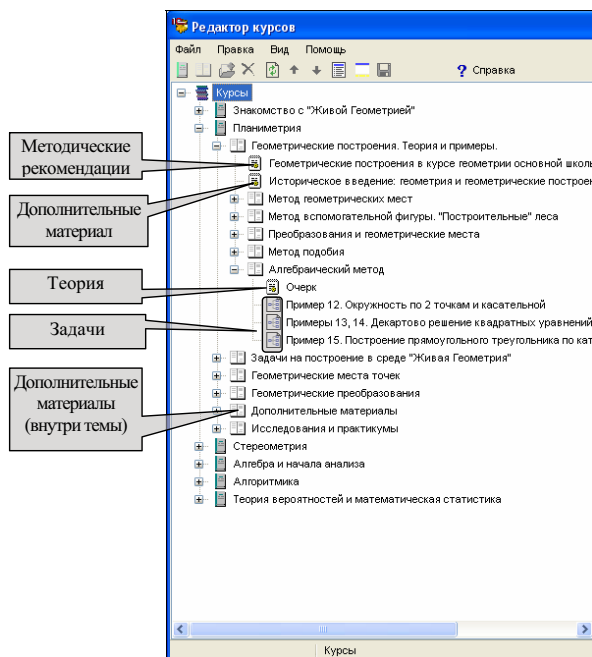 Редактор курсов
Файл Правка Вид Помощь
? Справка
Курсы
Знакомство с "Живой Геометрией"
Планиметрия
Геометрические построения. Теория и примеры.
Методические
рекомендации
Геометрические построения в курсе геометрии основной школь
Историческое введение: геометрия и геометрические построен
Дополнительные
материал
Метод геометрических мест
Метод вспомогательной фигуры. "Построительные" леса
Преобразования и геометрические места
Метод подобия
Алгебраический метод
Теория
Очерк
Задачи
Пример 12. Окружность по 2 точкам и касательной
Примеры 13, 14. Декартово решение квадратных уравнений
Пример 15. Построение прямоугольного треугольника по кат
Задачи на построение в среде "Живая Геометрия"
Геометрические места точек
Геометрические преобразования
Дополнительные
материалы
(внутри темы)
Дополнительные материалы
Исследования и практикумы
Стереометрия
Алгебра и начала анализа
Алгоритмика
Теория вероятностей и математическая статистика
Курсы